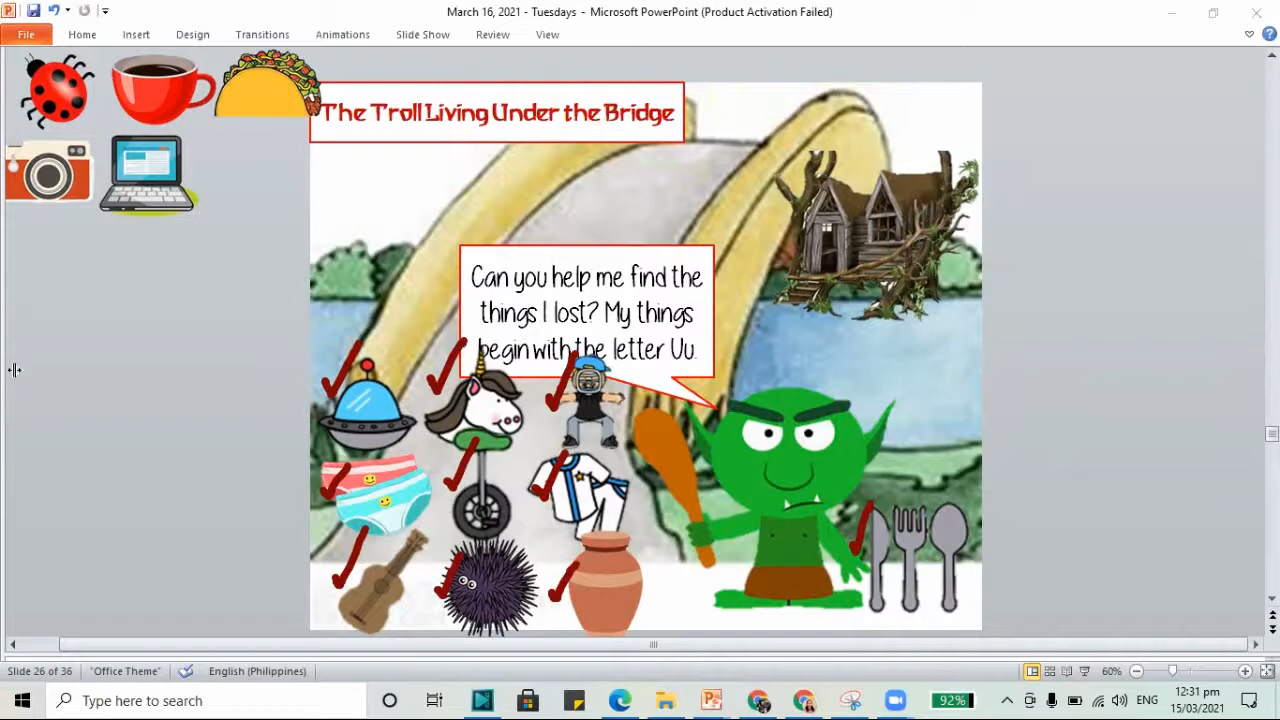 March 16, 2021 - Tuesdays - Microsoft PowerPoint (Product Activation Failed)
File Home Insert Design Transitions Animations Slide Show Review View
The Troll Living Under the Bridge
Can you help me find the
things I lost? My things
begin with the letter Uu.
Slide 26 of 36 "Office Theme" English (Philippines) 60%
Type here to search 92% ENG 12:31 pm
15/03/2021